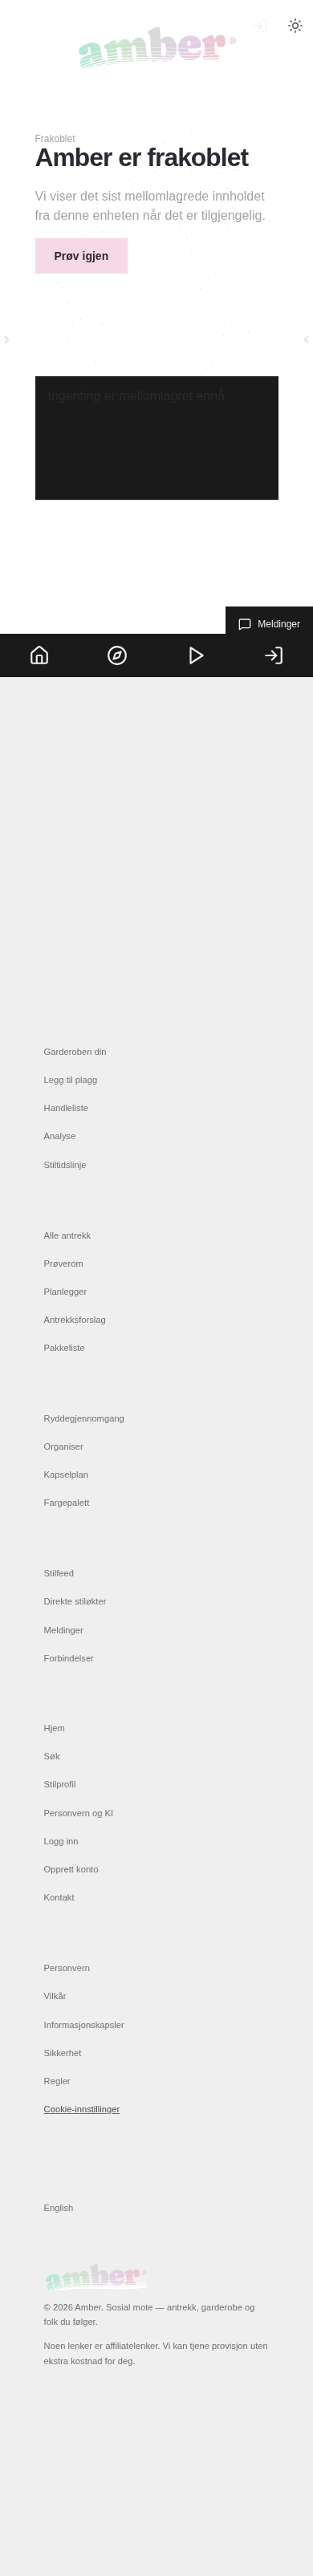 amber®
Frakoblet
Amber er frakoblet
Vi viser det sist mellomlagrede innholdet
fra denne enheten når det er tilgjengelig.
Prøv igjen
Ingenting er mellomlagret ennå.
Meldinger
Garderoben din
Legg til plagg
Handleliste
Analyse
Stiltidslinje
Alle antrekk
Prøverom
Planlegger
Antrekksforslag
Pakkeliste
Ryddegjennomgang
Organiser
Kapselplan
Fargepalett
Stilfeed
Direkte stiløkter
Meldinger
Forbindelser
Hjem
Søk
Stilprofil
Personvern og KI
Logg inn
Opprett konto
Kontakt
Personvern
Vilkår
Informasjonskapsler
Sikkerhet
Regler
Cookie-innstillinger
English
amber®
© 2026 Amber. Sosial mote — antrekk, garderobe og
folk du følger.
Noen lenker er affiliatelenker. Vi kan tjene provisjon uten
ekstra kostnad for deg.